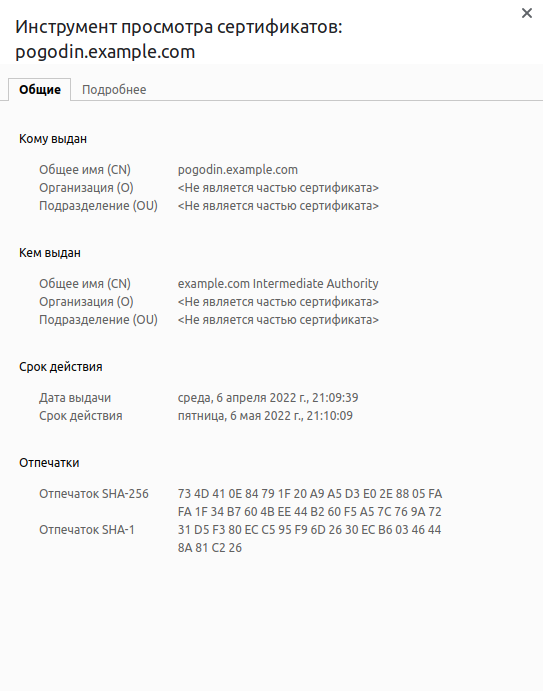 Инструмент просмотра сертификатов:
pogodin.example.com
Общие Подробнее
Кому выдан
Общее имя (CN) pogodin.example.com
Организация (O) <Не является частью сертификата>
Подразделение (OU) <Не является частью сертификата>
Кем выдан
Общее имя (CN) example.com Intermediate Authority
Организация (O) <Не является частью сертификата>
Подразделение (OU) <Не является частью сертификата>
Срок действия
Дата выдачи среда, 6 апреля 2022 г., 21:09:39
Срок действия пятница, 6 мая 2022 г., 21:10:09
Отпечатки
Отпечаток SHA-256 73 4D 41 0E 84 79 1F 20 A9 A5 D3 E0 2E 88 05 FA
FA 1F 34 B7 60 4B EE 44 B2 60 F5 A5 7C 76 9A 72
Отпечаток SHA-1 31 D5 F3 80 EC C5 95 F9 6D 26 30 EC B6 03 46 44
8A 81 C2 26